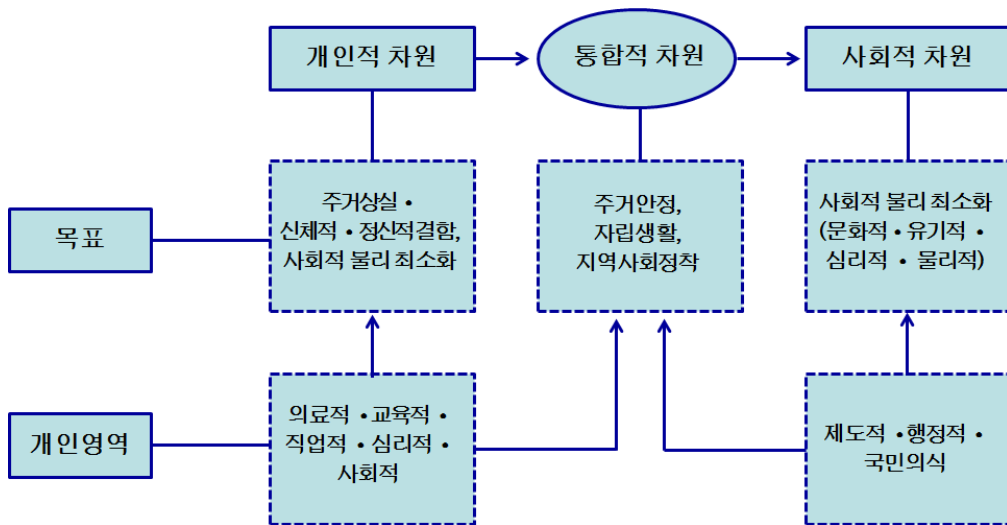 개인적 차원
통합적 차원
사회적 차원
목표
주거상실 •
신체적 • 정신적결함,
사회적 불리 최소화
주거안정,
자립생활,
지역사회정착
사회적 불리 최소화
(문화적 • 유기적 •
심리적 • 물리적)
개인영역
의료적 • 교육적 •
직업적 • 심리적 •
사회적
제도적 • 행정적 •
국민의식